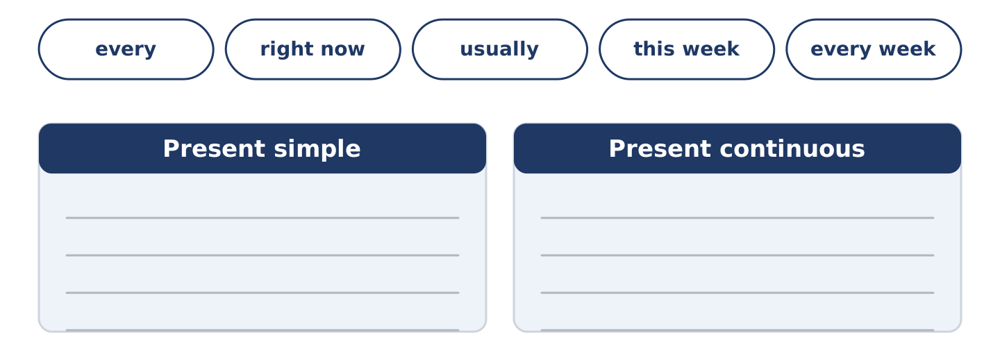 every
right now
usually
this week
every week
Present simple
Present continuous